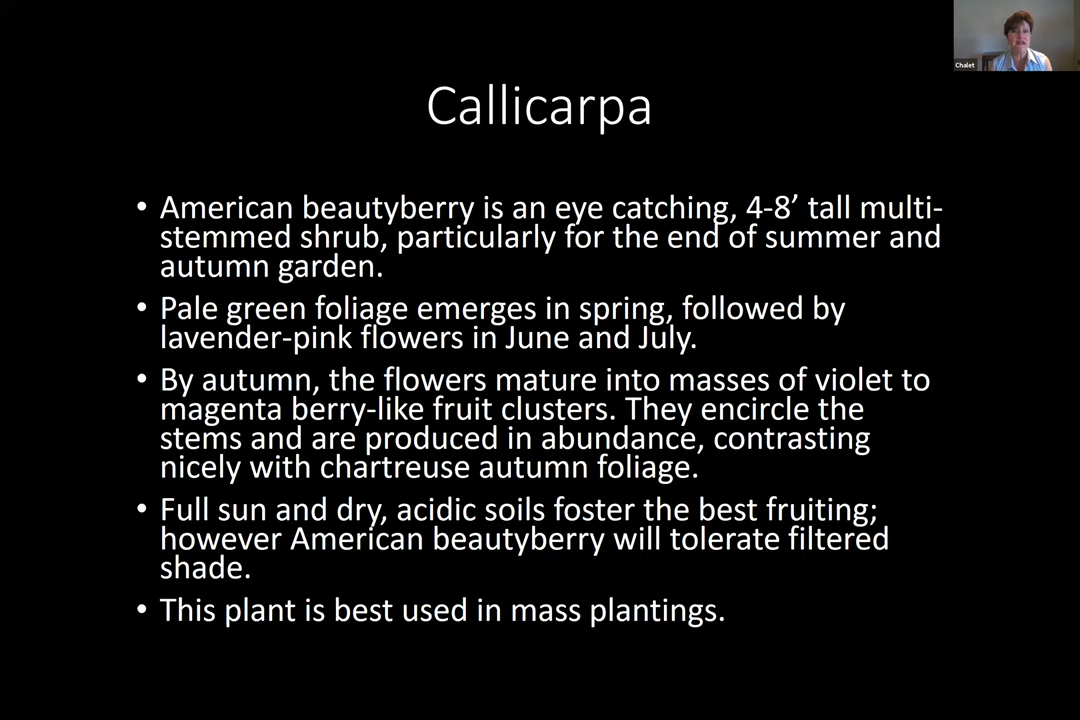 Chalet
Callicarpa
• American beautyberry is an eye catching, 4-8’ tall multi-
stemmed shrub, particularly for the end of summer and
autumn garden.
• Pale green foliage emerges in spring, followed by
lavender-pink flowers in June and July.
• By autumn, the flowers mature into masses of violet to
magenta berry-like fruit clusters. They encircle the
stems and are produced in abundance, contrasting
nicely with chartreuse autumn foliage.
• Full sun and dry, acidic soils foster the best fruiting;
however American beautyberry will tolerate filtered
shade.
• This plant is best used in mass plantings.